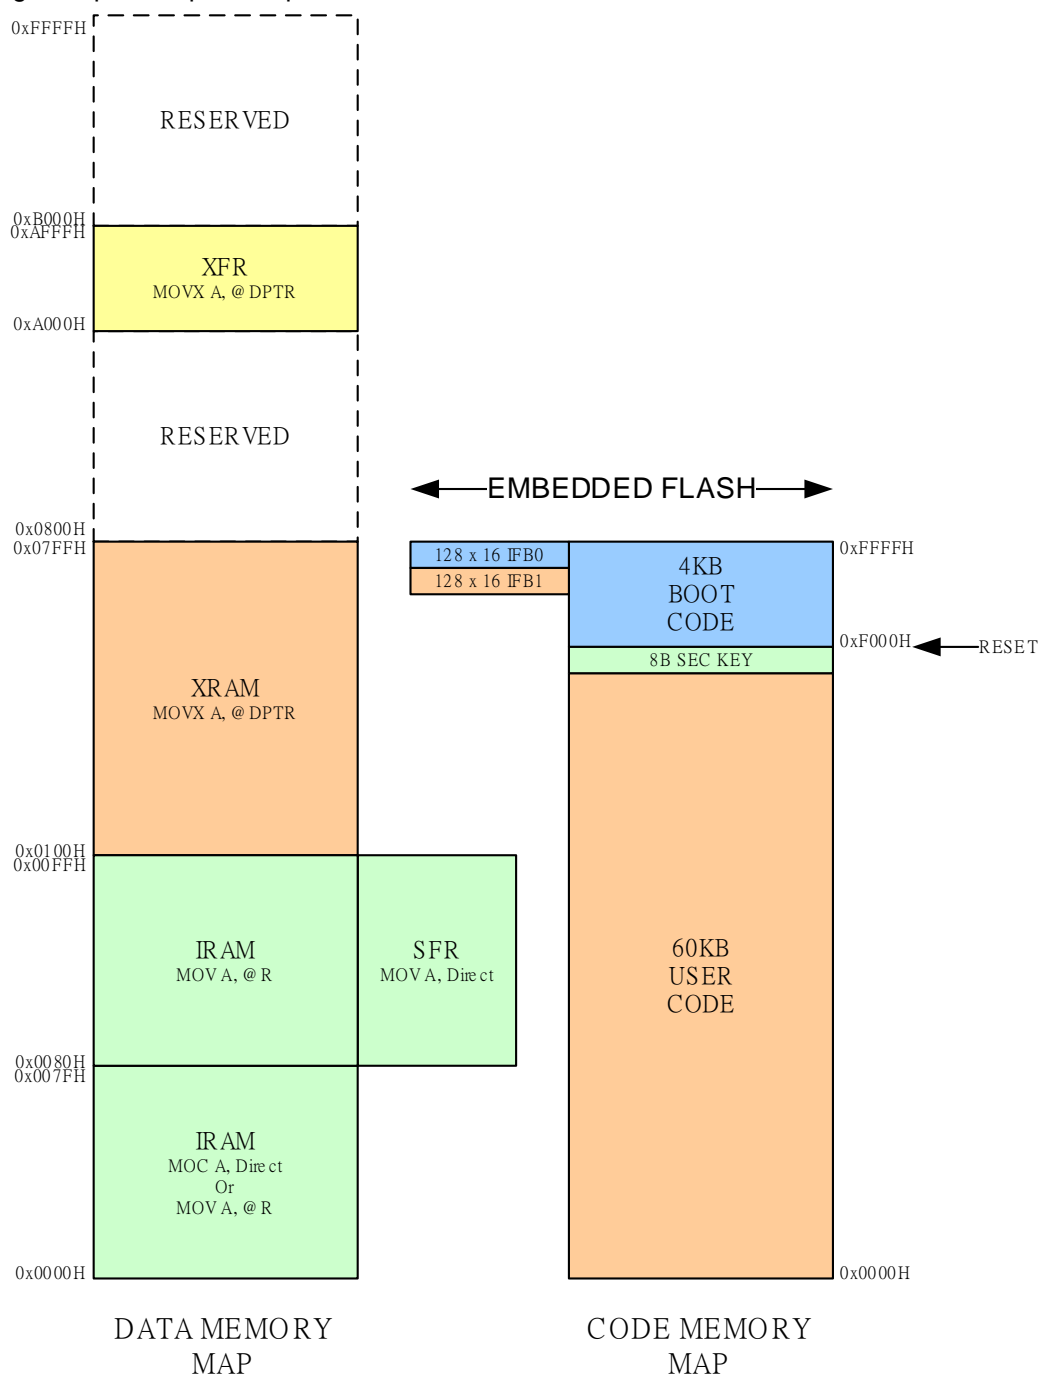 0xFFFFH
RESERVED
0xB000H
0xAFFFH
XFR
MOVX A, @DPTR
0xA000H
RESERVED
0x0800H
0x07FFH
XRAM
MOVX A, @DPTR
0x0100H
0x00FFH
IRAM
MOV A, @R
SFR
MOV A, Direct
0x0080H
0x007FH
IRAM
MOC A, Direct
Or
MOV A, @R
0x0000H
DATA MEMORY
MAP
EMBEDDED FLASH
128 x 16 IFB0
128 x 16 IFB1
4KB
BOOT
CODE
0xFFFFH
0xF000H
RESET
8B SEC KEY
60KB
USER
CODE
0x0000H
CODE MEMORY
MAP